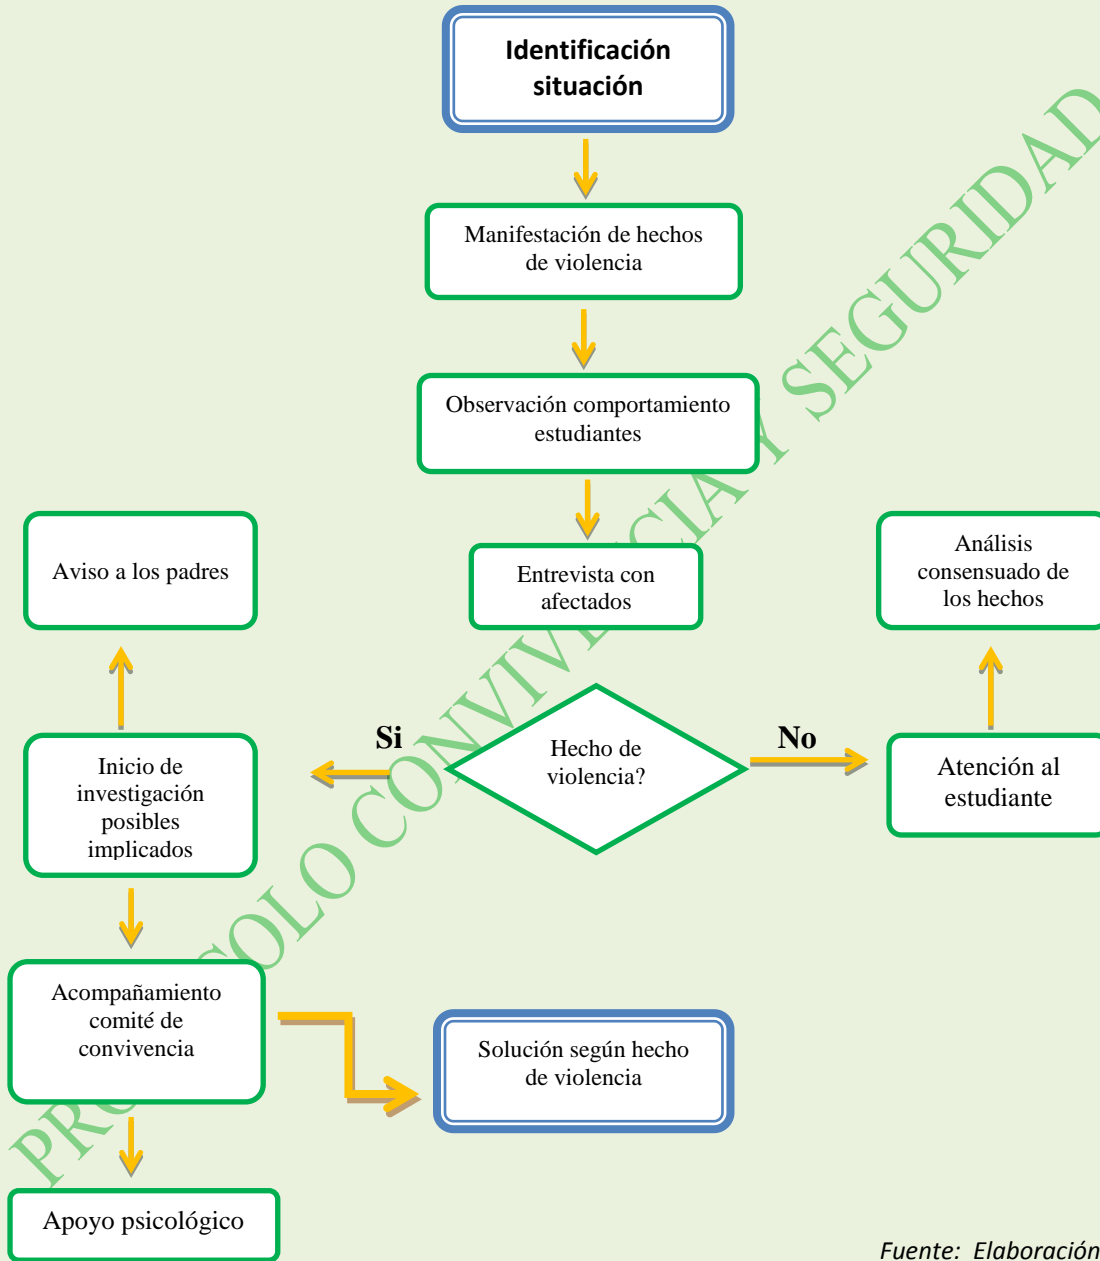 Identificación
situación
Manifestación de hechos
de violencia
Observación comportamiento
estudiantes
Entrevista con
afectados
Aviso a los padres
Análisis
consensuado de
los hechos
Si
Hecho de
violencia?
No
Inicio de
investigación
posibles
implicados
Atención al
estudiante
Acompañamiento
comité de
convivencia
Solución según hecho
de violencia
Apoyo psicológico
COLO CONVIVENCIA Y SEGURIDAD
Fuente: Elaboración